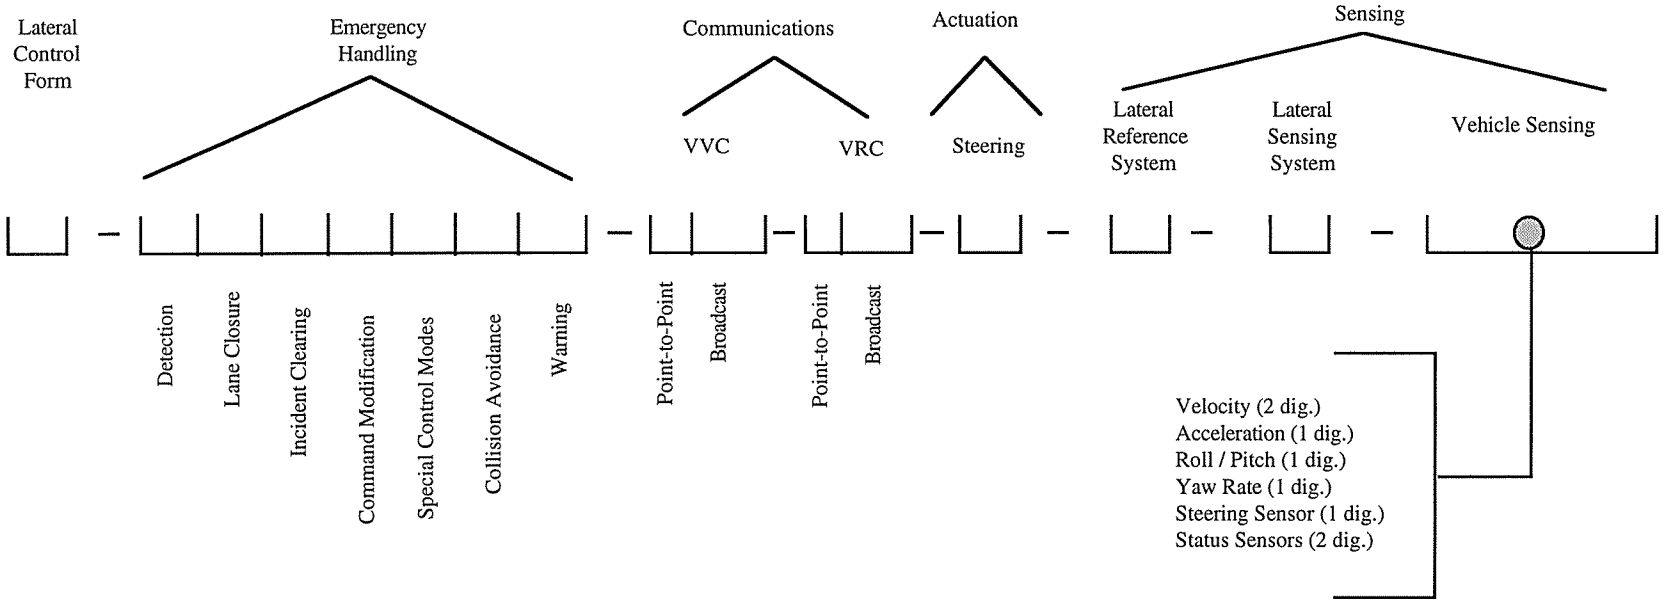 Lateral
Control
Form
Emergency
Handling
Communications
Actuation
Sensing
VVC
VRC
Steering
Lateral
Reference
System
Lateral
Sensing
System
Vehicle Sensing
Detection
Lane Closure
Incident Clearing
Command Modification
Special Control Modes
Collision Avoidance
Warning
Point-to-Point
Broadcast
Point-to-Point
Broadcast
Velocity (2 dig.)
Acceleration (1 dig.)
Roll / Pitch (1 dig.)
Yaw Rate (1 dig.)
Steering Sensor (1 dig.)
Status Sensors (2 dig.)